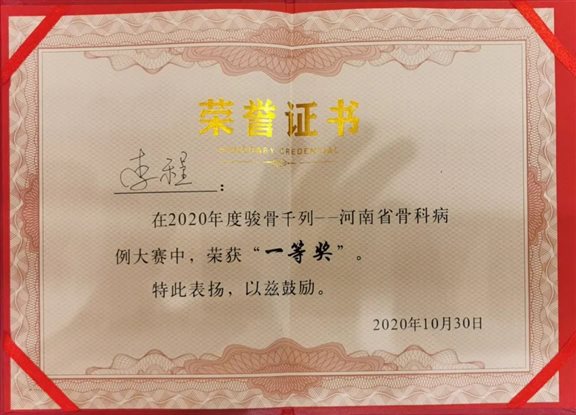 荣誉证书
HONORARY CREDENTIAL
李程:
在2020年度骏骨千列--河南省骨科病
例大赛中，荣获“一等奖”。
特此表扬，以兹鼓励。
2020年10月30日